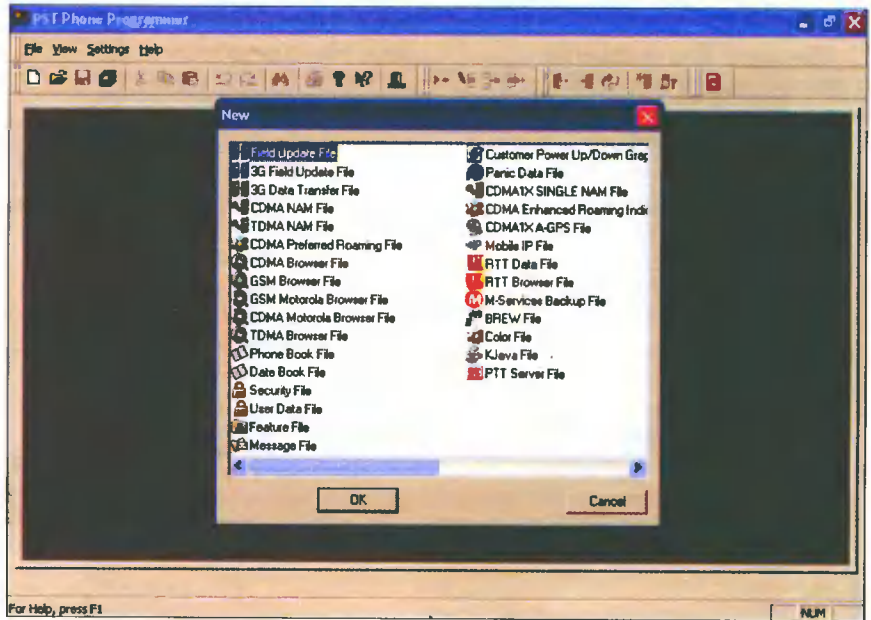 PST Phone Programmer
File View Settings Help
New
Field Update File
3G Field Update File
3G Data Transfer File
CDMA NAM File
TDMA NAM File
CDMA Preferred Roaming File
CDMA Browser File
GSM Browser File
GSM Motorola Browser File
CDMA Motorola Browser File
TDMA Browser File
Phone Book File
Date Book File
Security File
User Data File
Feature File
Message File
Customer Power Up/Down Grap
Panic Data File
CDMA1X SINGLE NAM File
CDMA Enhanced Roaming Indic
CDMA1X A-GPS File
Mobile IP File
RTT Data File
RTT Browser File
M-Services Backup File
BREW File
Color File
KJava File
PTT Server File
OK
Cancel
For Help, press F1
NUM